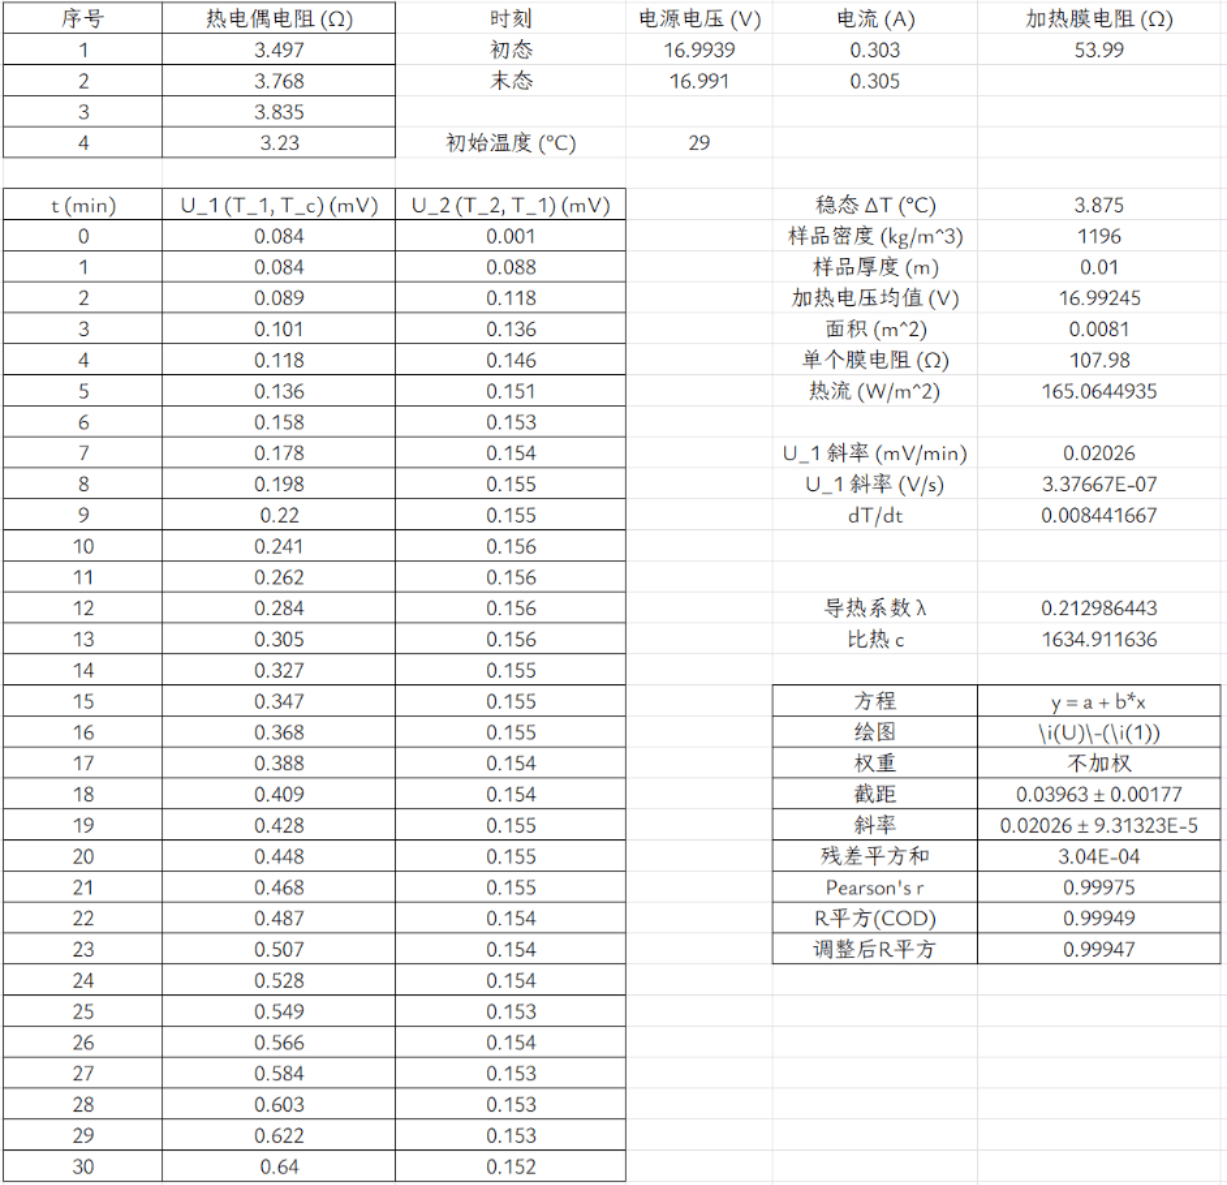 序号 热电偶电阻 (Ω) 时刻 电源电压 (V) 电流 (A) 加热膜电阻 (Ω)
1 3.497 初态 16.9939 0.303 53.99
2 3.768 末态 16.991 0.305
3 3.835
4 3.23 初始温度 (°C) 29
t (min) U_1 (T_1, T_c) (mV) U_2 (T_2, T_1) (mV) 稳态 ΔT (°C) 3.875
0 0.084 0.001 样品密度 (kg/m^3) 1196
1 0.084 0.088 样品厚度 (m) 0.01
2 0.089 0.118 加热电压均值 (V) 16.99245
3 0.101 0.136 面积 (m^2) 0.0081
4 0.118 0.146 单个膜电阻 (Ω) 107.98
5 0.136 0.151 热流 (W/m^2) 165.0644935
6 0.158 0.153
7 0.178 0.154 U_1 斜率 (mV/min) 0.02026
8 0.198 0.155 U_1 斜率 (V/s) 3.37667E-07
9 0.22 0.155 dT/dt 0.008441667
10 0.241 0.156
11 0.262 0.156
12 0.284 0.156 导热系数 λ 0.212986443
13 0.305 0.156 比热 c 1634.911636
14 0.327 0.155
15 0.347 0.155 方程 y = a + b*x
16 0.368 0.155 绘图 \i(U)\-(\i(1))
17 0.388 0.154 权重 不加权
18 0.409 0.154 截距 0.03963 ± 0.00177
19 0.428 0.155 斜率 0.02026 ± 9.31323E-5
20 0.448 0.155 残差平方和 3.04E-04
21 0.468 0.155 Pearson's r 0.99975
22 0.487 0.154 R平方(COD) 0.99949
23 0.507 0.154 调整后R平方 0.99947
24 0.528 0.154
25 0.549 0.153
26 0.566 0.154
27 0.584 0.153
28 0.603 0.153
29 0.622 0.153
30 0.64 0.152